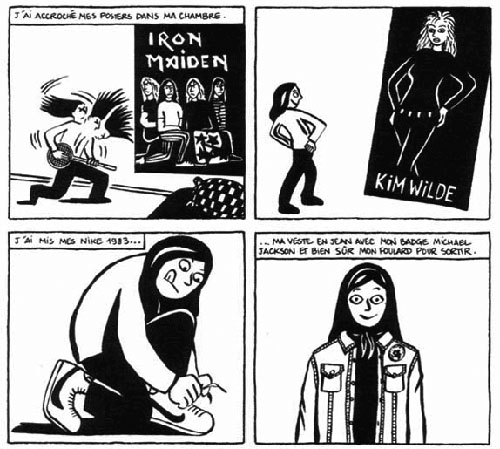 J'AI ACCROCHÉ MES POSTERS DANS MA CHAMBRE.
IRON
MAIDEN
KIM WILDE
J'AI MIS MES NIKE 1983...
... MA VESTE EN JEAN AVEC MON BADGE MICHAEL
JACKSON ET BIEN SÛR MON FOULARD POUR SORTIR.